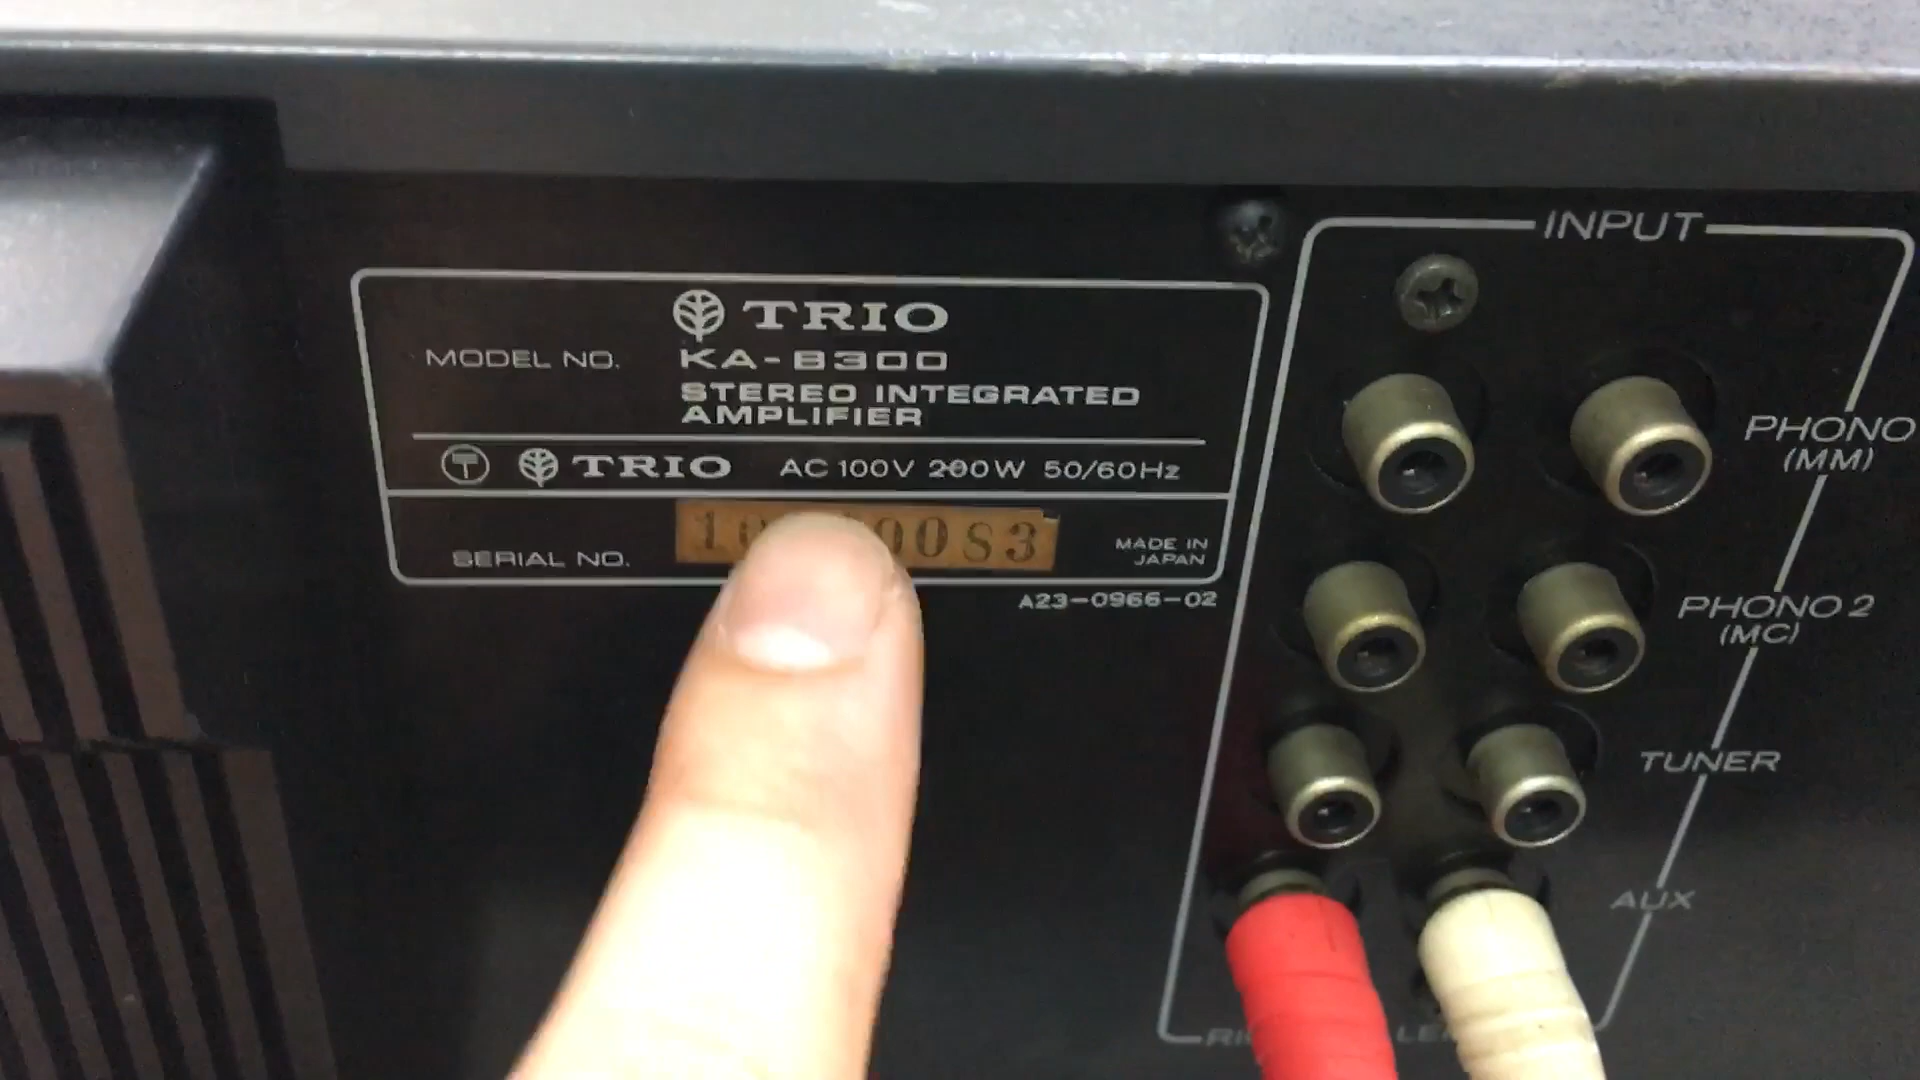 TRIO
MODEL NO. KA-8300
STEREO INTEGRATED
AMPLIFIER
TRIO AC 100V 200W 50/60Hz
SERIAL NO.
MADE IN
JAPAN
A23-0966-02
INPUT
PHONO
(MM)
PHONO 2
(MC)
TUNER
AUX